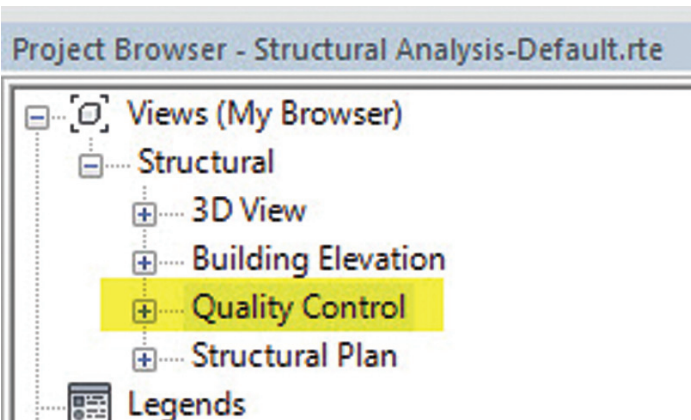 Project Browser - Structural Analysis-Default.rte
Views (My Browser)
Structural
3D View
Building Elevation
Quality Control
Structural Plan
Legends